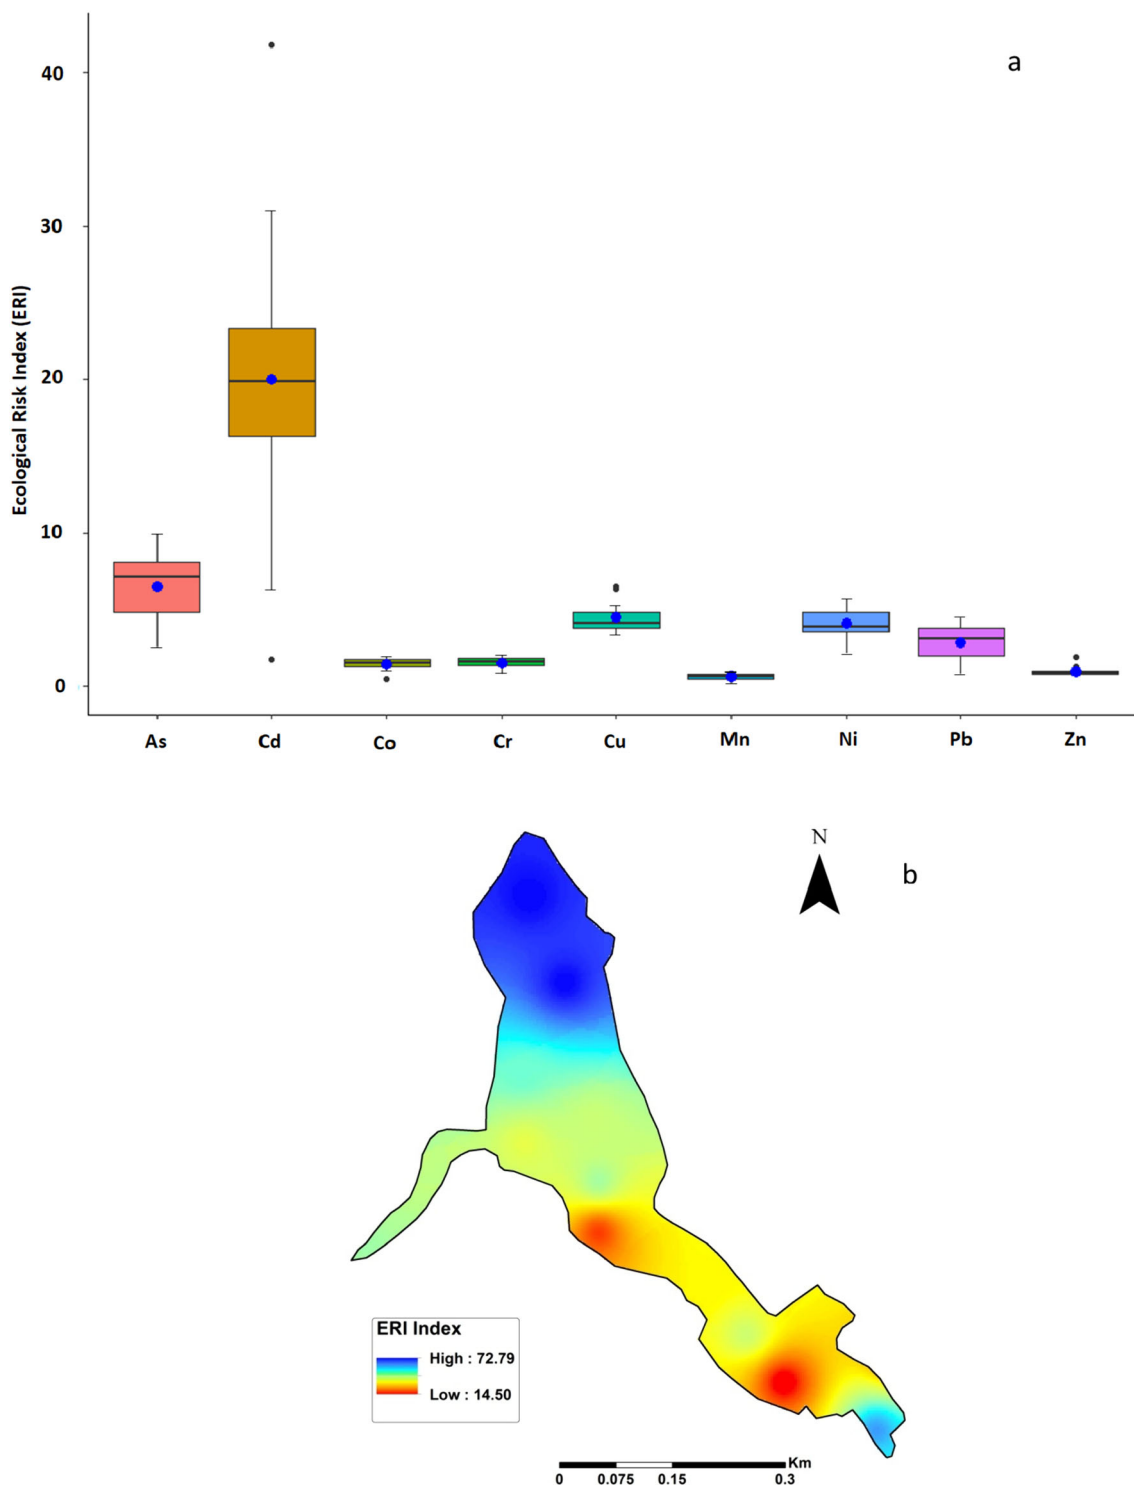 a
40
30
20
10
0
Ecological Risk Index (ERI)
As Cd Co Cr Cu Mn Ni Pb Zn
N
b
ERI Index
High : 72.79
Low : 14.50
Km
0 0.075 0.15 0.3